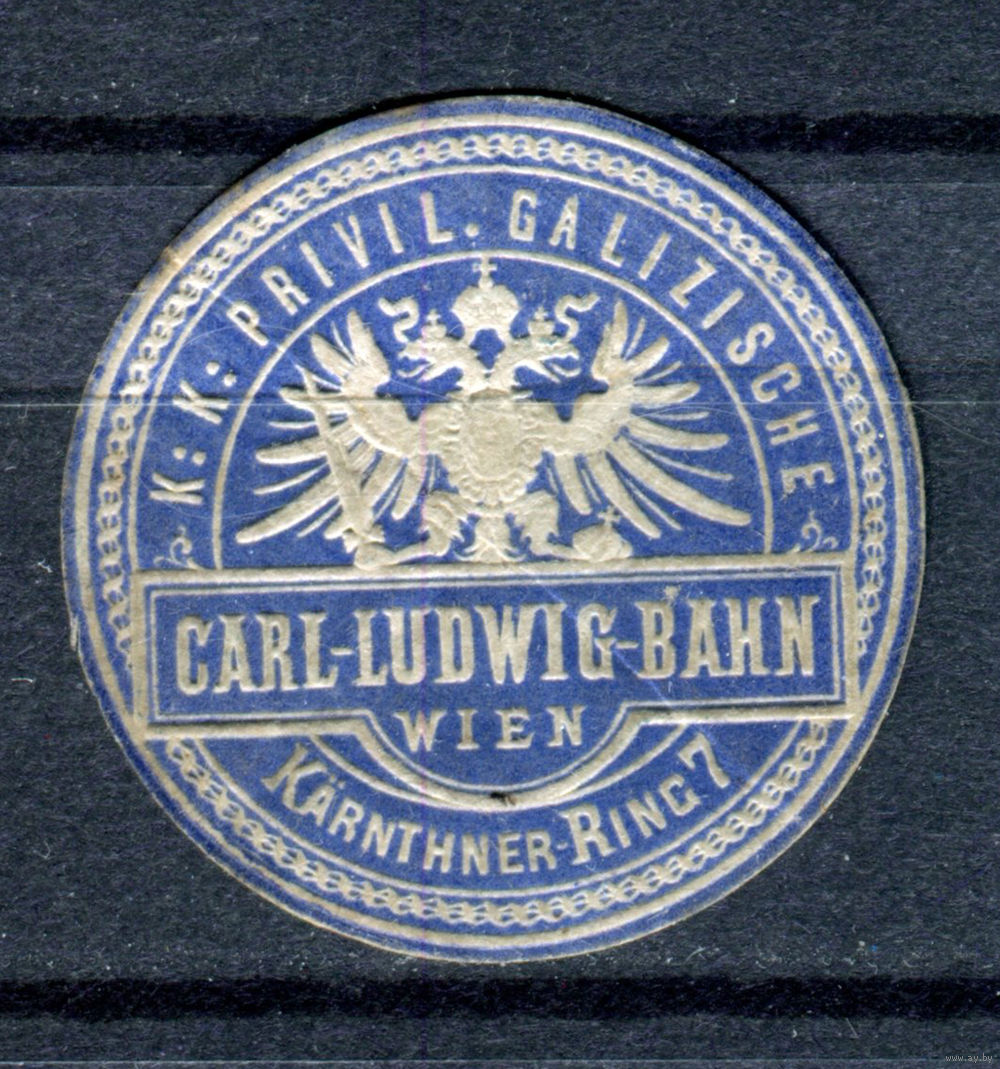 K: K: PRIVIL. GALIZISCHE
CARL-LUDWIG-BAHN
WIEN
KÄRNTHNER-RING 7
www.ay.by